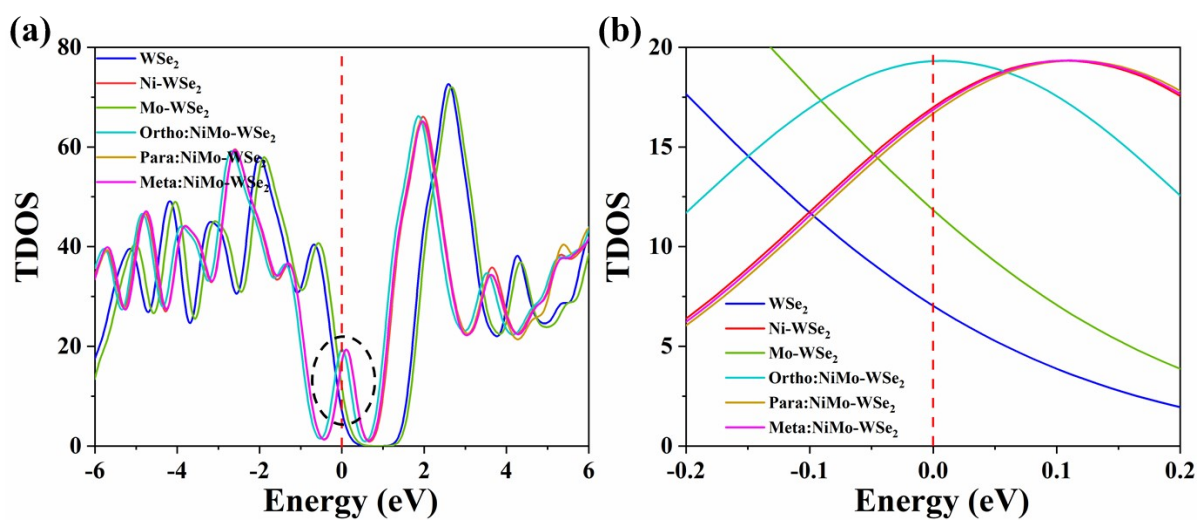 (a)
80
60
40
20
0
TDOS
WSe₂
Ni-WSe₂
Mo-WSe₂
Ortho:NiMo-WSe₂
Para:NiMo-WSe₂
Meta:NiMo-WSe₂
-6
-4
-2
0
2
4
6
Energy (eV)
(b)
20
15
10
5
0
TDOS
WSe₂
Ni-WSe₂
Mo-WSe₂
Ortho:NiMo-WSe₂
Para:NiMo-WSe₂
Meta:NiMo-WSe₂
-0.2
-0.1
0.0
0.1
0.2
Energy (eV)